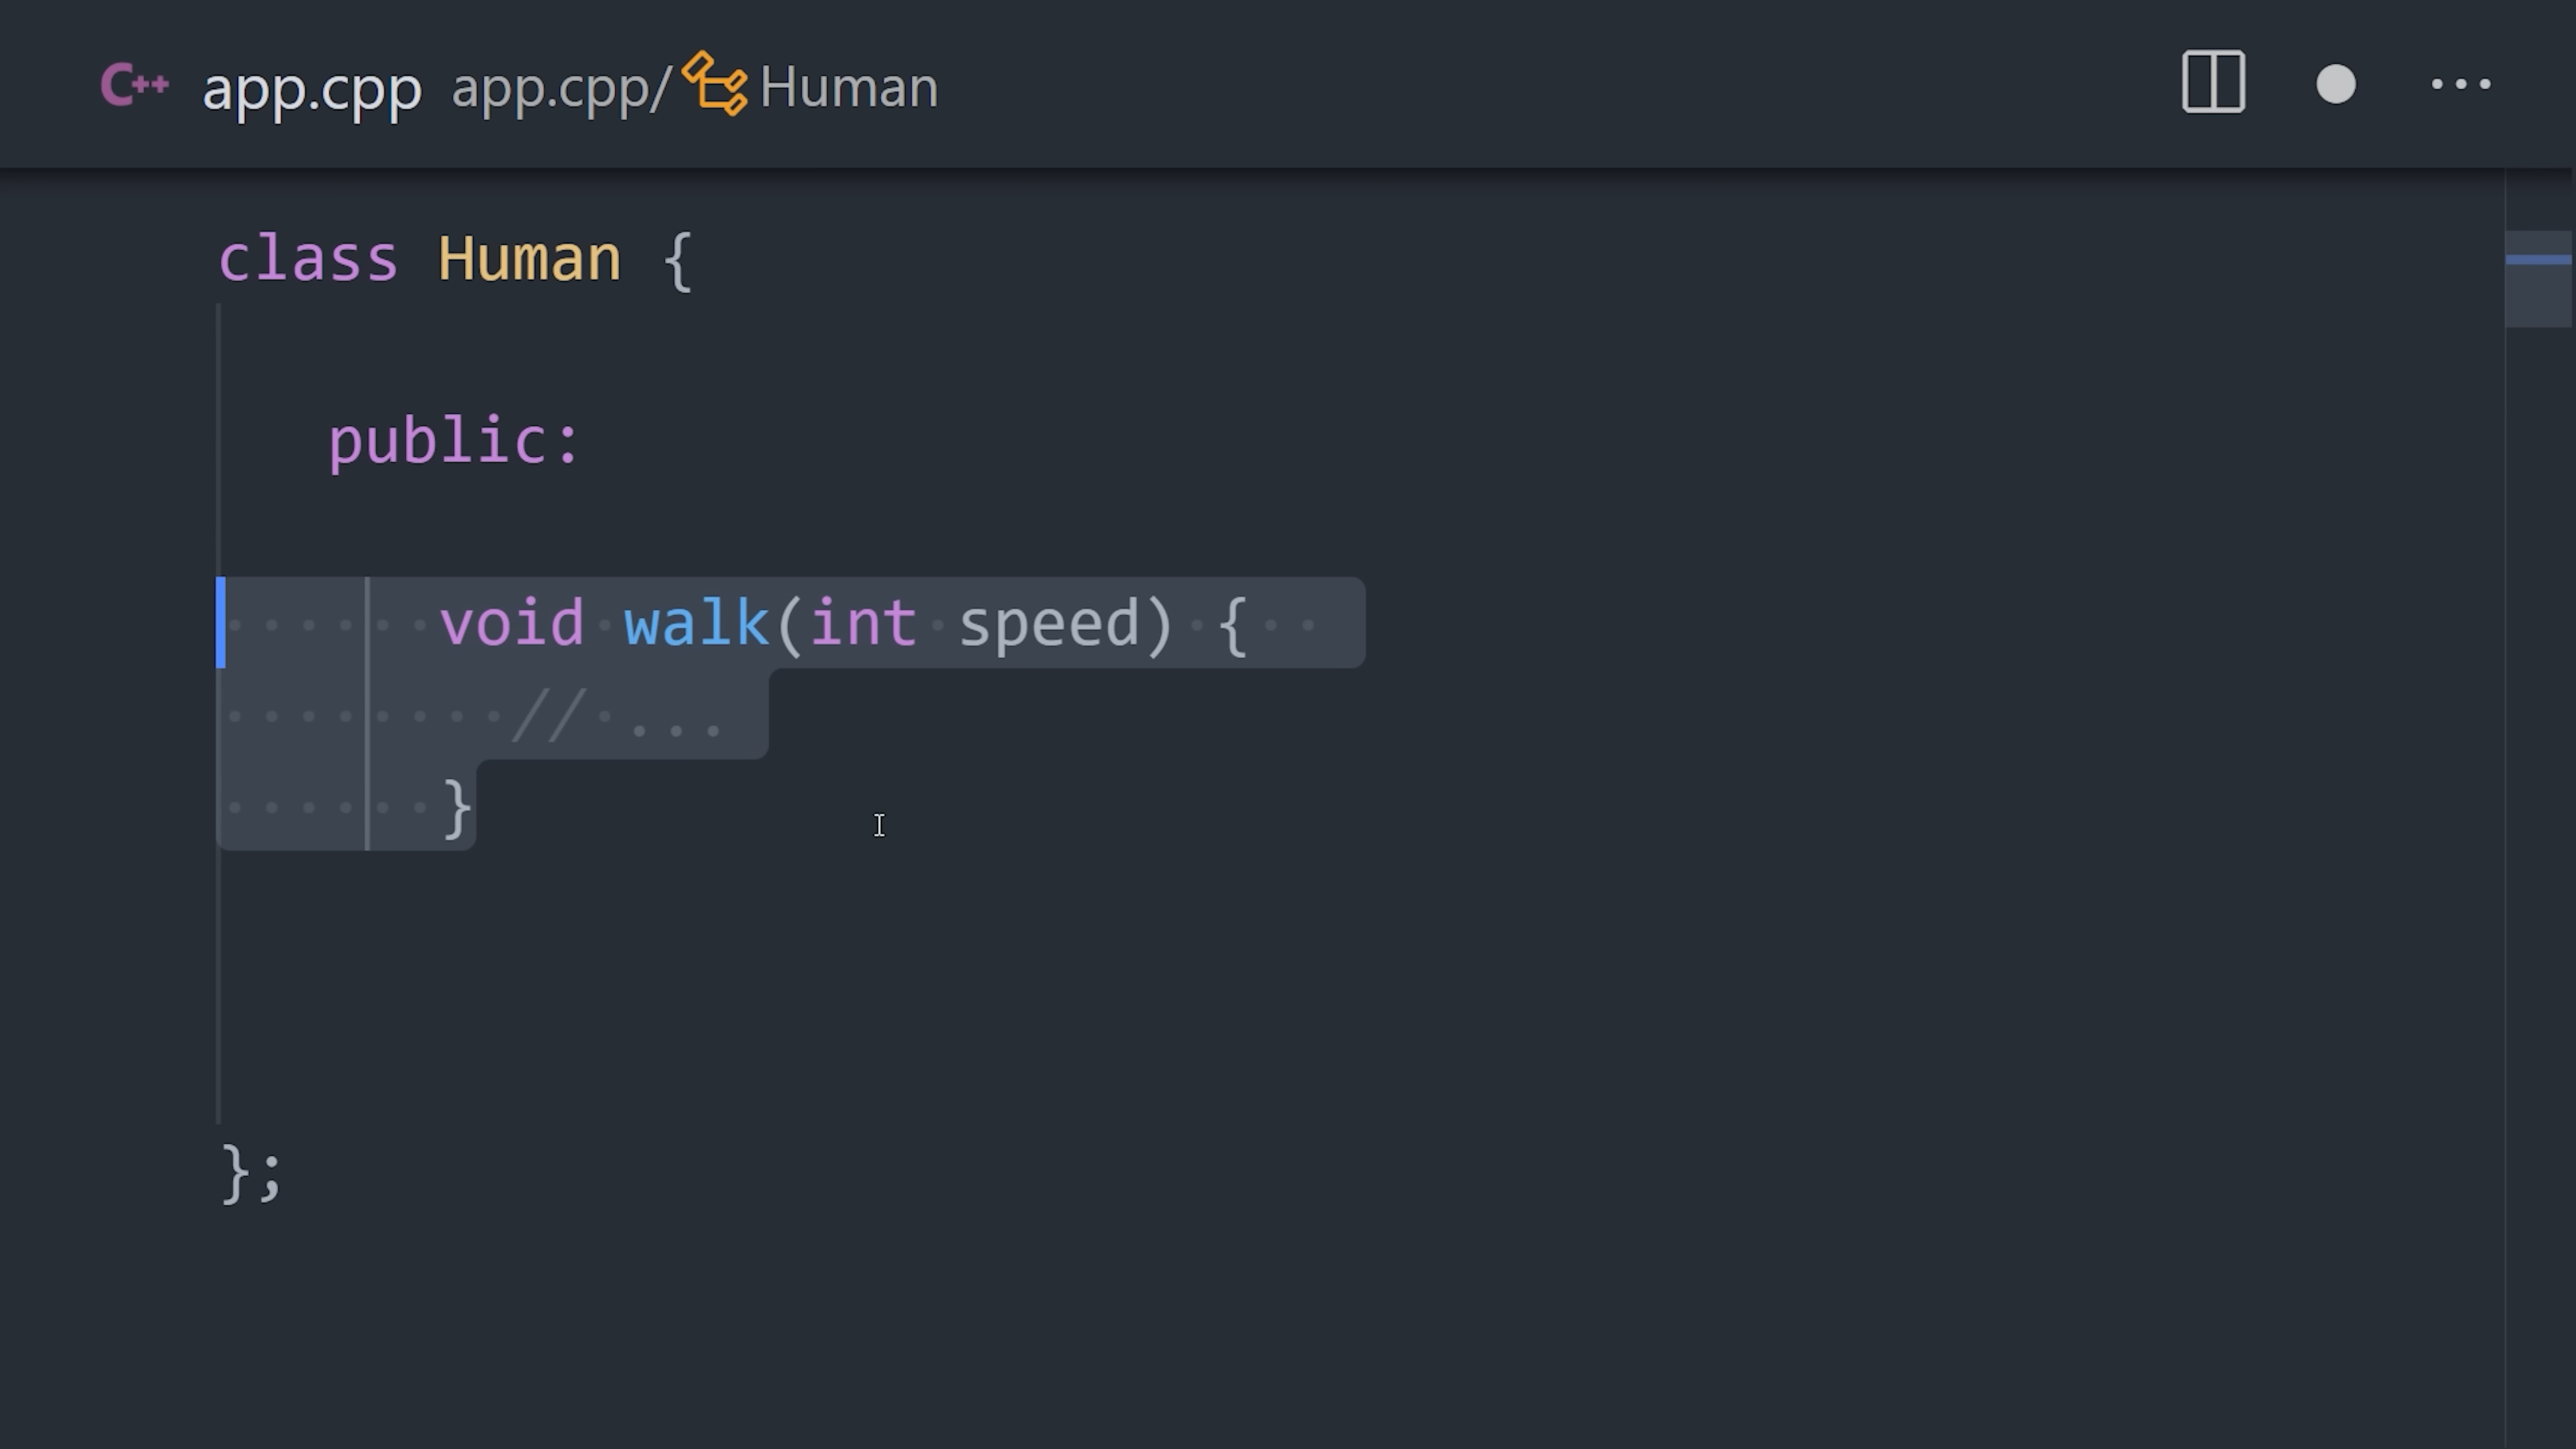 C++ app.cpp app.cpp/ Human
class Human {
public:
void walk(int speed) {
// ...
}
};